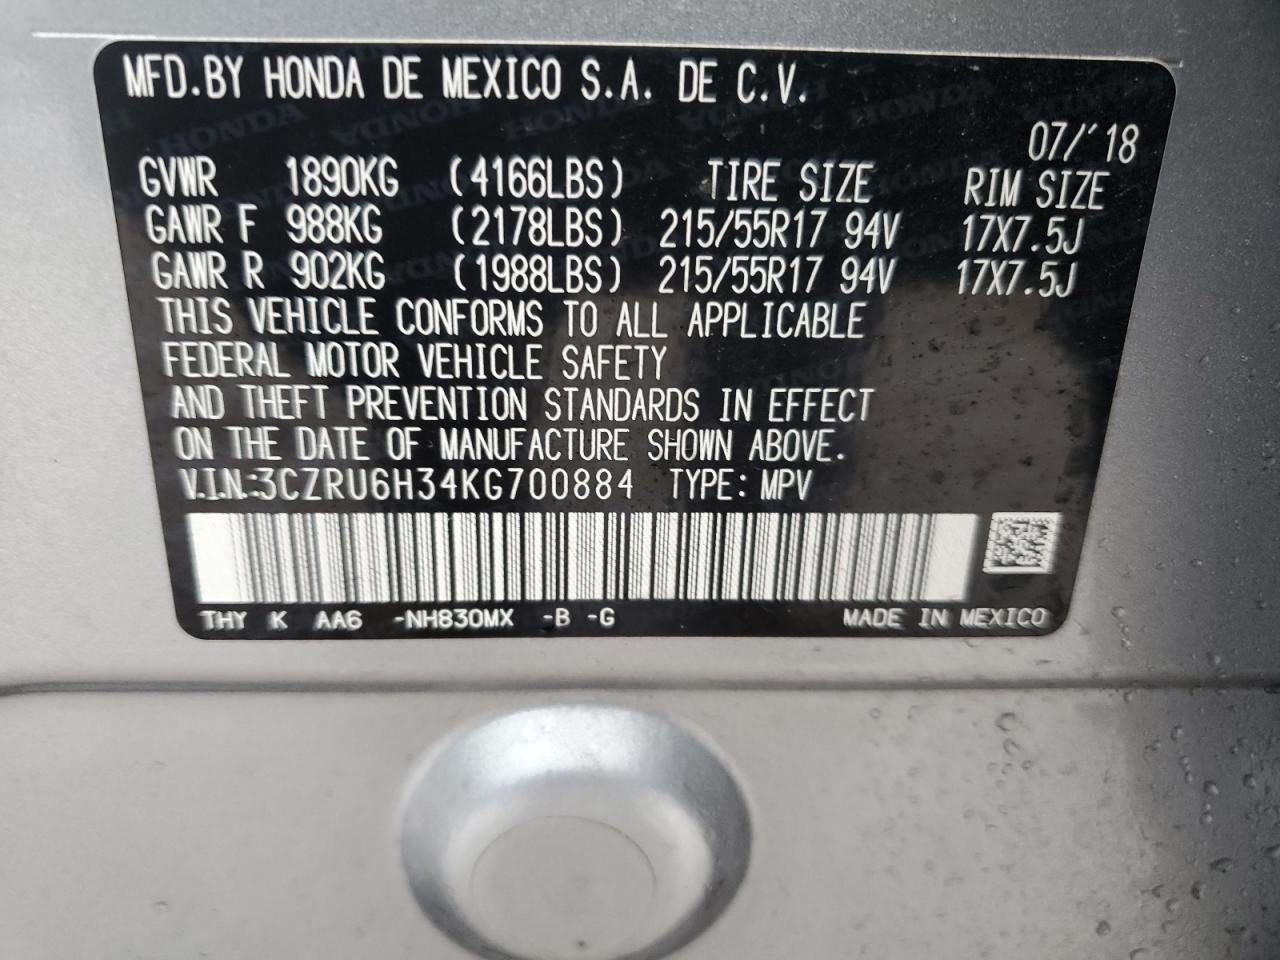 MFD.BY HONDA DE MEXICO S.A. DE C.V.
07/'18
GVWR 1890KG (4166LBS) TIRE SIZE RIM SIZE
GAWR F 988KG (2178LBS) 215/55R17 94V 17X7.5J
GAWR R 902KG (1988LBS) 215/55R17 94V 17X7.5J
THIS VEHICLE CONFORMS TO ALL APPLICABLE
FEDERAL MOTOR VEHICLE SAFETY
AND THEFT PREVENTION STANDARDS IN EFFECT
ON THE DATE OF MANUFACTURE SHOWN ABOVE.
V.I.N.:3CZRU6H34KG700884 TYPE: MPV
THY K AA6 -NH830MX -B -G MADE IN MEXICO